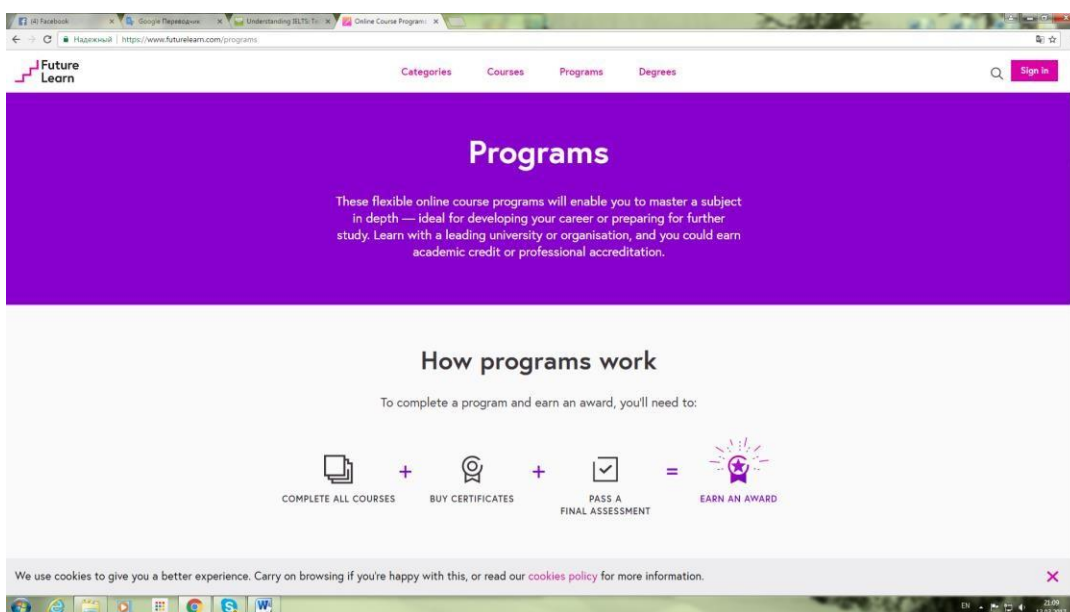 (4) Facebook
Google Переводчик
Understanding IELTS: Te
Online Course Programs
Надежный | https://www.futurelearn.com/programs
Future
Learn
Categories Courses Programs Degrees
Sign in
Programs
These flexible online course programs will enable you to master a subject
in depth — ideal for developing your career or preparing for further
study. Learn with a leading university or organisation, and you could earn
academic credit or professional accreditation.
How programs work
To complete a program and earn an award, you'll need to:
COMPLETE ALL COURSES
+
BUY CERTIFICATES
+
PASS A
FINAL ASSESSMENT
=
EARN AN AWARD
We use cookies to give you a better experience. Carry on browsing if you're happy with this, or read our cookies policy for more information.
EN
21:09